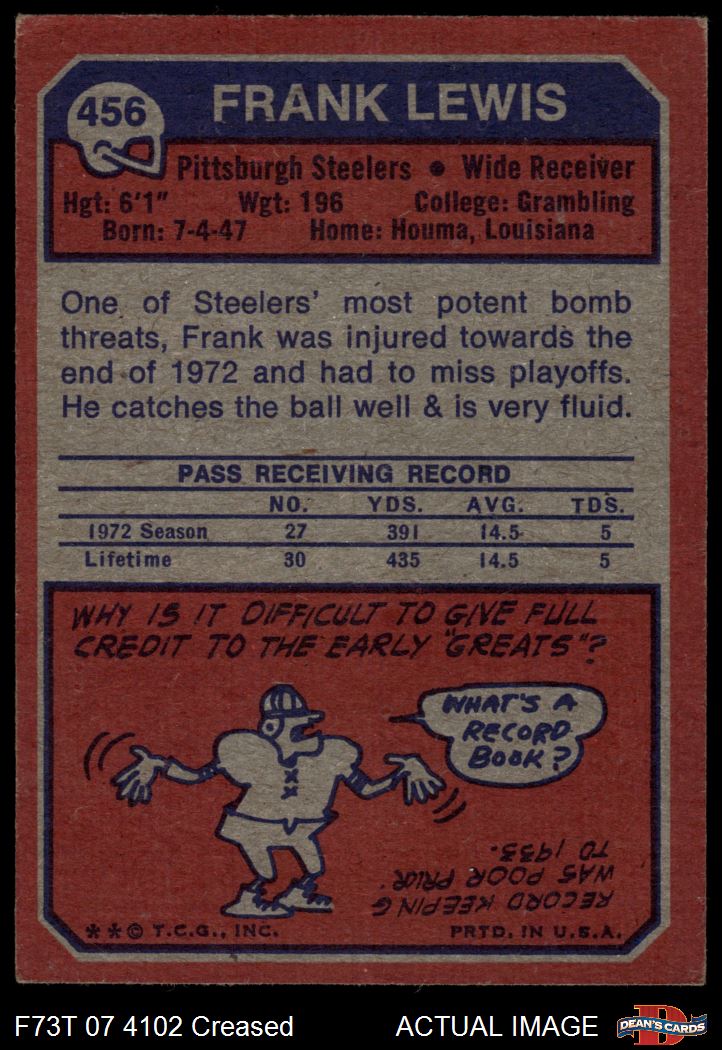 456
FRANK LEWIS
Pittsburgh Steelers • Wide Receiver
Hgt: 6'1" Wgt: 196 College: Grambling
Born: 7-4-47 Home: Houma, Louisiana
One of Steelers' most potent bomb
threats, Frank was injured towards the
end of 1972 and had to miss playoffs.
He catches the ball well & is very fluid.
PASS RECEIVING RECORD
NO. YDS. AVG. TDS.
1972 Season 27 391 14.5 5
Lifetime 30 435 14.5 5
WHY IS IT DIFFICULT TO GIVE FULL
CREDIT TO THE EARLY "GREATS"?
WHAT'S A
RECORD
BOOK?
RECORD KEEPING
WAS POOR PRIOR
TO 1933.
** © T.C.G., INC. PRTD. IN U.S.A.
F73T 07 4102 Creased ACTUAL IMAGE
D
DEAN'S CARDS